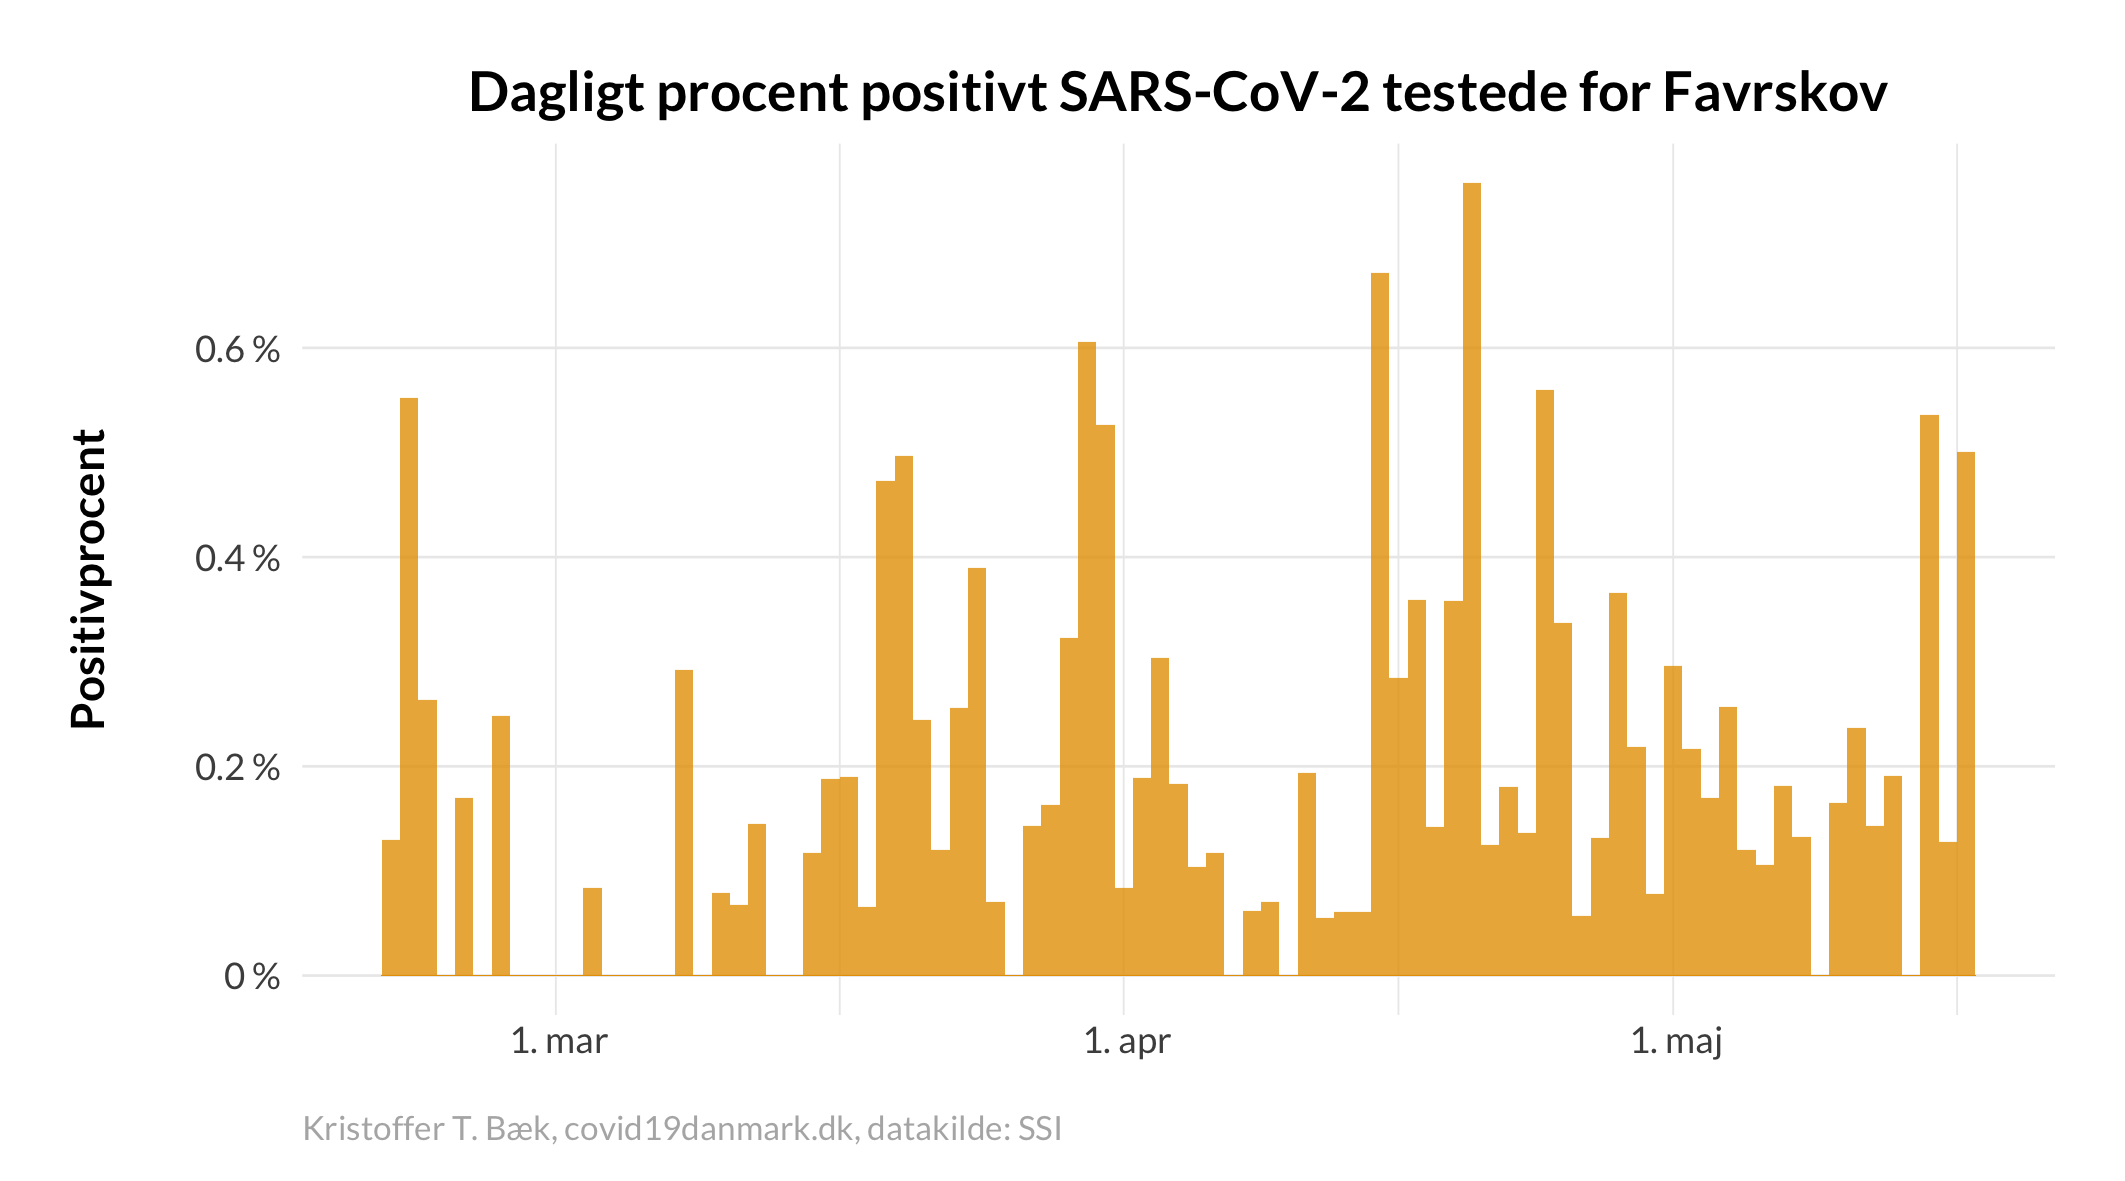 Dagligt procent positivt SARS-CoV-2 testede for Favrskov
Positivprocent
0.6 %
0.4 %
0.2 %
0 %
1. mar
1. apr
1. maj
Kristoffer T. Bæk, covid19danmark.dk, datakilde: SSI